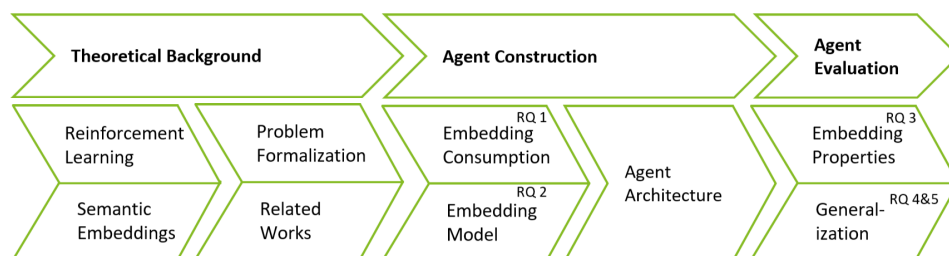 Theoretical Background
Agent Construction
Agent
Evaluation
Reinforcement
Learning
Problem
Formalization
RQ 1
Embedding
Consumption
Agent
Architecture
RQ 3
Embedding
Properties
Semantic
Embeddings
Related
Works
RQ 2
Embedding
Model
RQ 4&5
General-
ization